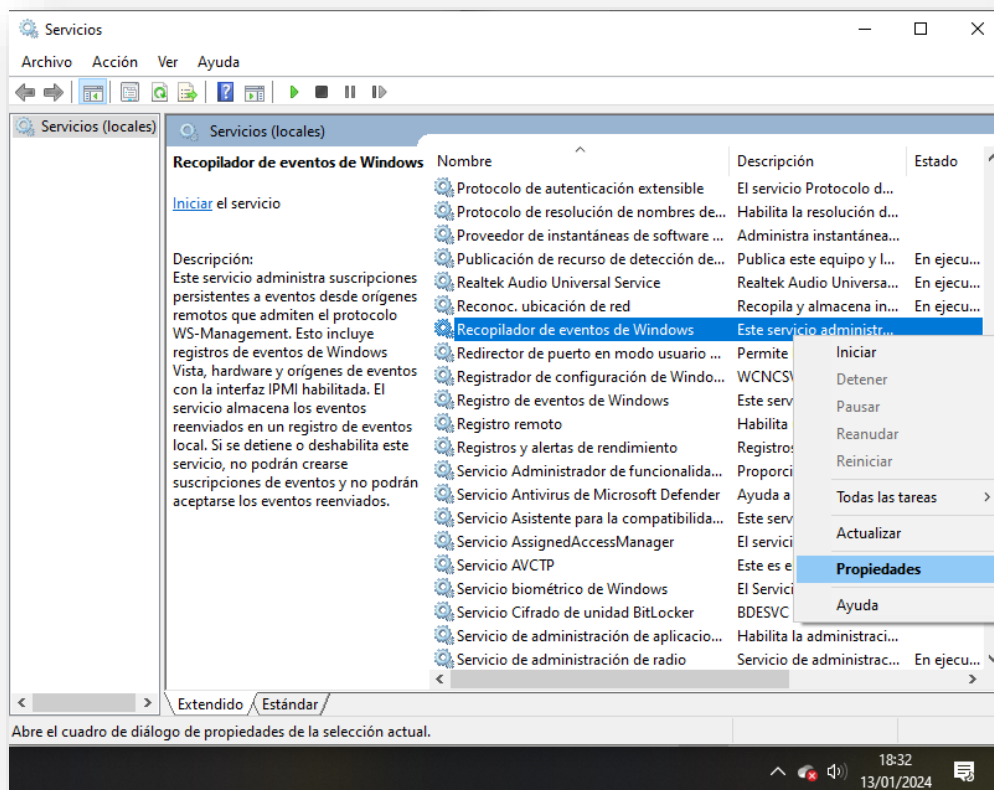 Servicios
Archivo Acción Ver Ayuda
Servicios (locales)
Servicios (locales)
Recopilador de eventos de Windows
Iniciar el servicio
Descripción:
Este servicio administra suscripciones
persistentes a eventos desde orígenes
remotos que admiten el protocolo
WS-Management. Esto incluye
registros de eventos de Windows
Vista, hardware y orígenes de eventos
con la interfaz IPMI habilitada. El
servicio almacena los eventos
reenviados en un registro de eventos
local. Si se detiene o deshabilita este
servicio, no podrán crearse
suscripciones de eventos y no podrán
aceptarse los eventos reenviados.
Nombre Descripción Estado
Protocolo de autenticación extensible El servicio Protocolo d...
Protocolo de resolución de nombres de... Habilita la resolución d...
Proveedor de instantáneas de software ... Administra instantánea...
Publicación de recurso de detección de... Publica este equipo y l... En ejecu...
Realtek Audio Universal Service Realtek Audio Universa... En ejecu...
Reconoc. ubicación de red Recopila y almacena in... En ejecu...
Recopilador de eventos de Windows Este servicio administr...
Redirector de puerto en modo usuario ... Permite
Registrador de configuración de Windo... WCNCSV
Registro de eventos de Windows Este serv
Registro remoto Habilita
Registros y alertas de rendimiento Registros
Servicio Administrador de funcionalida... Proporci
Servicio Antivirus de Microsoft Defender Ayuda a
Servicio Asistente para la compatibilida... Este serv
Servicio AssignedAccessManager El servici
Servicio AVCTP Este es e
Servicio biométrico de Windows El Servici
Servicio Cifrado de unidad BitLocker BDESVC
Servicio de administración de aplicacio... Habilita la administraci...
Servicio de administración de radio Servicio de administrac... En ejecu...
Iniciar
Detener
Pausar
Reanudar
Reiniciar
Todas las tareas
Actualizar
Propiedades
Ayuda
Extendido Estándar
Abre el cuadro de diálogo de propiedades de la selección actual.
18:32
13/01/2024